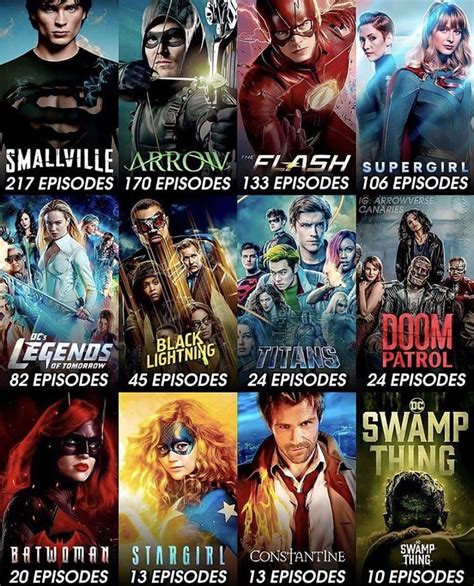 SMALLVILLE
217 EPISODES
ARROW
170 EPISODES
THE FLASH
133 EPISODES
SUPERGIRL
106 EPISODES
DC's
LEGENDS
OF TOMORROW
82 EPISODES
BLACK
LIGHTNING
45 EPISODES
TITANS
24 EPISODES
IG: ARROWVERSE.
CANARIES
DOOM
PATROL
24 EPISODES
BATWOMAN
20 EPISODES
STARGIRL
13 EPISODES
CONSTANTINE
13 EPISODES
DC
SWAMP
THING
SWAMP
THING
10 EPISODES